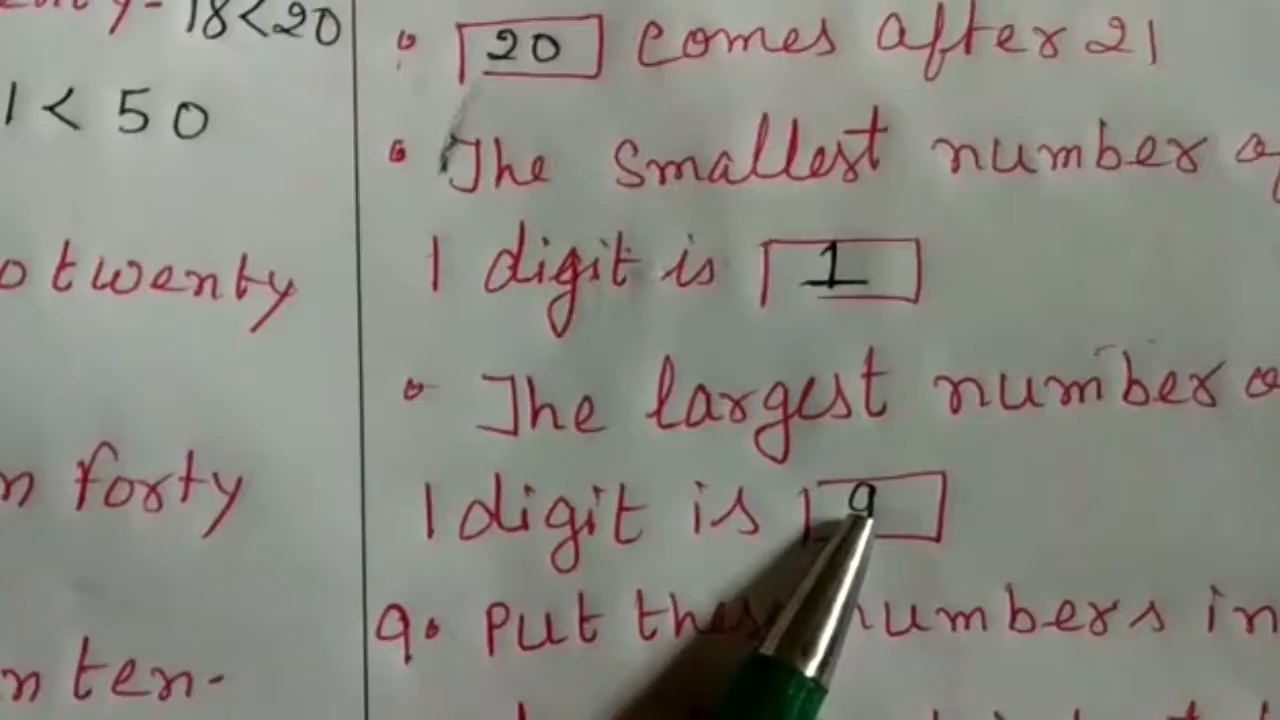 18<20
1 < 50
twenty
forty
ten.
20 comes after 21
The smallest number
1 digit is 1
The largest number
1 digit is 9
9. Put these numbers in